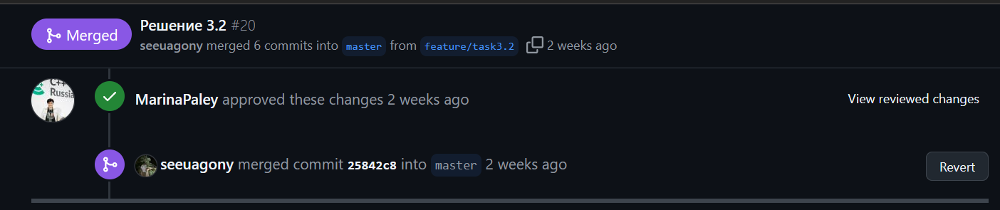 Merged
Решение 3.2 #20
seeuagony merged 6 commits into master from feature/task3.2 2 weeks ago
C++
Russia
MarinaPaley approved these changes 2 weeks ago
View reviewed changes
seeuagony merged commit 25842c8 into master 2 weeks ago
Revert